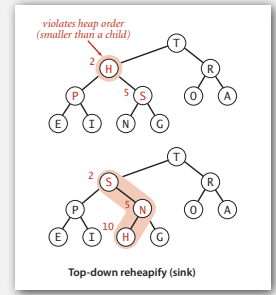 violates heap order
(smaller than a child)
T
2 H R
P 5 S O A
E I N G
T
2 S R
P 5 N O A
10
E I H G
Top-down reheapify (sink)